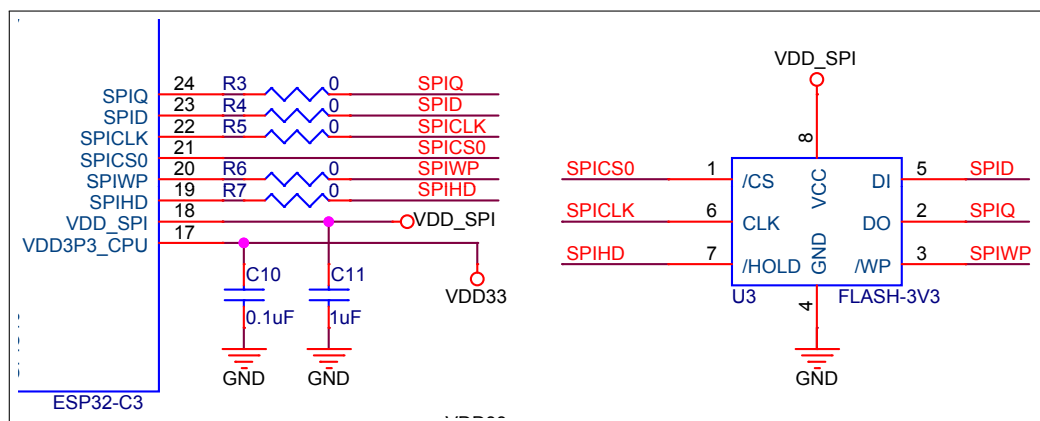 24 R3 0 SPIQ
SPIQ
23 R4 0 SPID
SPID
22 R5 0 SPICLK
SPICLK
21 SPICS0
SPICS0
20 R6 0 SPIWP
SPIWP
19 R7 0 SPIHD
SPIHD
18
VDD_SPI
VDD_SPI
17
VDD3P3_CPU
C10
0.1uF
C11
1uF
VDD33
GND
GND
ESP32-C3
VDD_SPI
8
SPICS0 1 /CS VCC DI 5 SPID
SPICLK 6 CLK DO 2 SPIQ
SPIHD 7 /HOLD GND /WP 3 SPIWP
U3 4 FLASH-3V3
GND